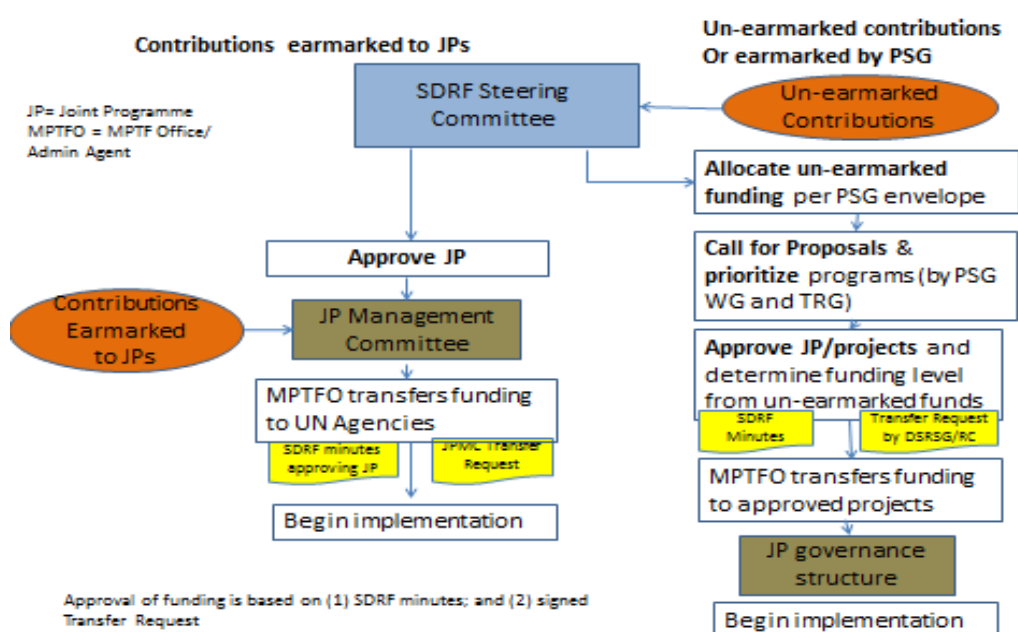 Contributions earmarked to JPs
Un-earmarked contributions
Or earmarked by PSG
JP= Joint Programme
MPTFO = MPTF Office/
Admin Agent
SDRF Steering
Committee
Un-earmarked
Contributions
Allocate un-earmarked
funding per PSG envelope
Approve JP
Call for Proposals &
prioritize programs (by PSG
WG and TRG)
Contributions
Earmarked
to JPs
JP Management
Committee
Approve JP/projects and
determine funding level
from un-earmarked funds
MPTFO transfers funding
to UN Agencies
SDRF
Minutes
Transfer Request
by DSRSG/RC
SDRF minutes
approving JP
JPMC Transfer
Request
MPTFO transfers funding
to approved projects
Begin implementation
JP governance
structure
Approval of funding is based on (1) SDRF minutes; and (2) signed
Transfer Request
Begin implementation